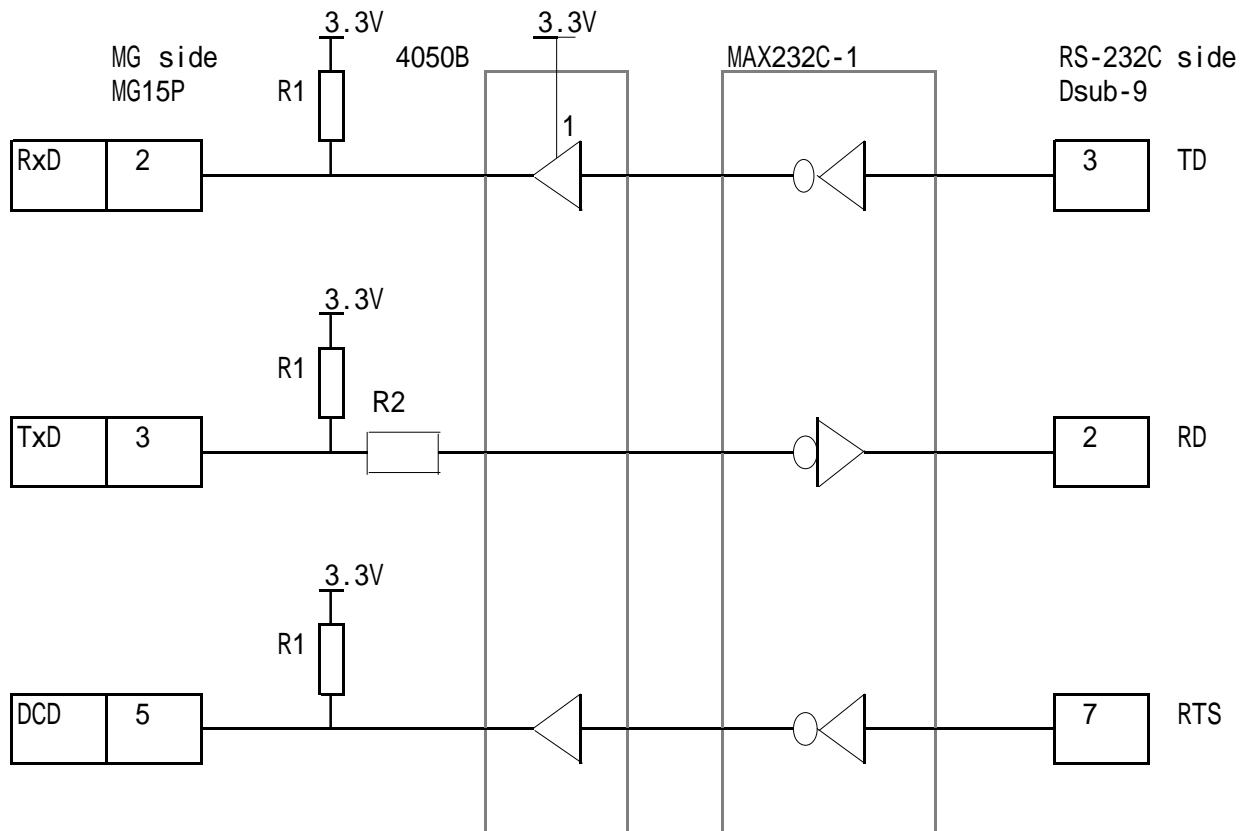 3.3V
3.3V
MG side
MG15P
4050B
MAX232C-1
RS-232C side
Dsub-9
R1
1
RxD
2
3
TD
3.3V
R1
R2
TxD
3
2
RD
3.3V
R1
DCD
5
7
RTS